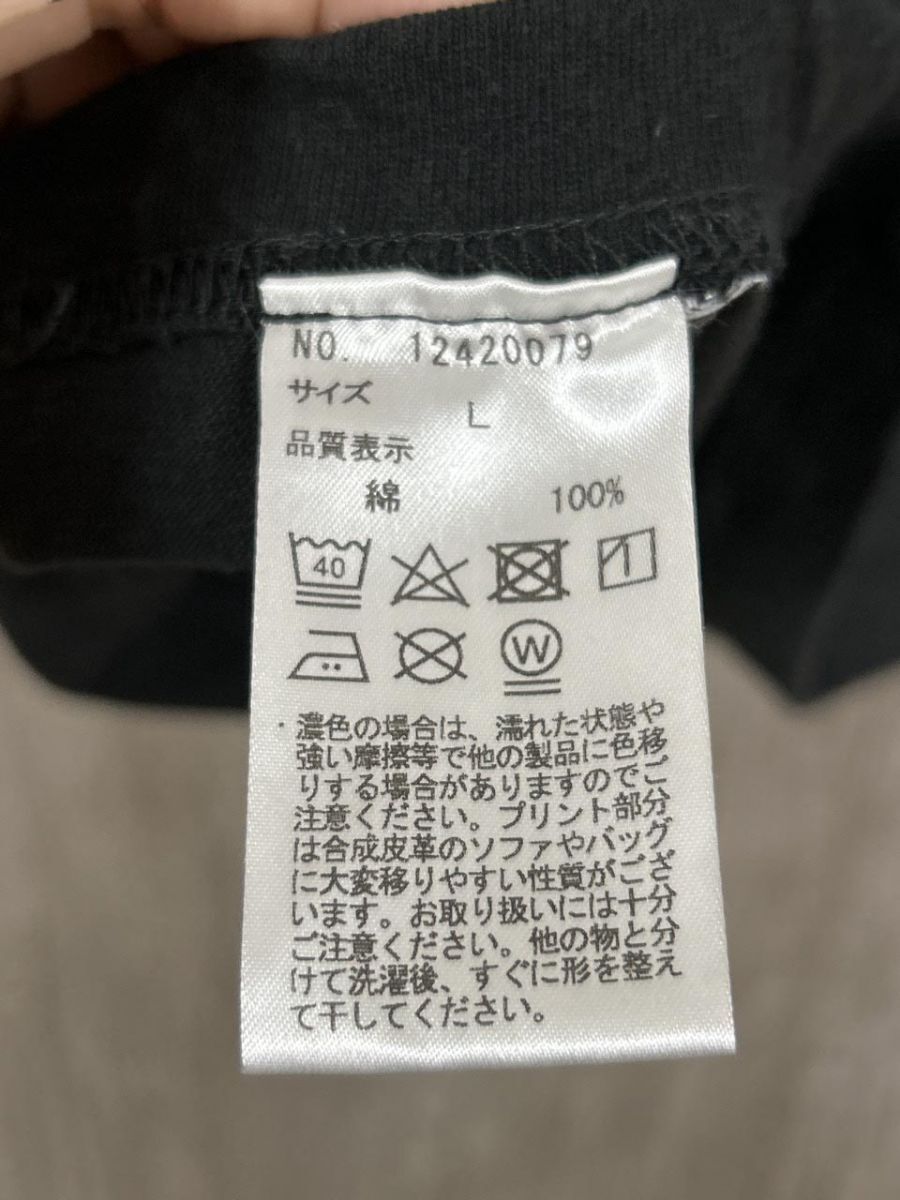 NO. 12420079
サイズ
L
品質表示
綿 100%
40
W
・濃色の場合は、濡れた状態や
強い摩擦等で他の製品に色移
りする場合がありますのでご
注意ください。プリント部分
は合成皮革のソファやバッグ
に大変移りやすい性質がござ
います。お取り扱いには十分
ご注意ください。他の物と分
けて洗濯後、すぐに形を整え
て干してください。